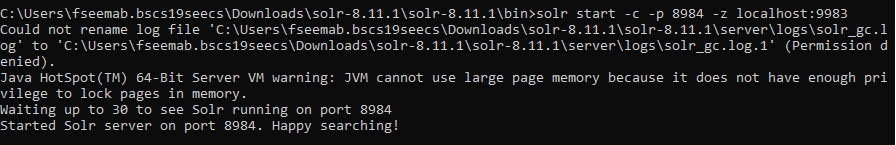 C:\Users\fseemab.bscs19seecs\Downloads\solr-8.11.1\solr-8.11.1\bin>solr start -c -p 8984 -z localhost:9983
Could not rename log file 'C:\Users\fseemab.bscs19seecs\Downloads\solr-8.11.1\solr-8.11.1\server\logs\solr_gc.l
og' to 'C:\Users\fseemab.bscs19seecs\Downloads\solr-8.11.1\solr-8.11.1\server\logs\solr_gc.log.1' (Permission d
enied).
Java HotSpot(TM) 64-Bit Server VM warning: JVM cannot use large page memory because it does not have enough pri
vilege to lock pages in memory.
Waiting up to 30 to see Solr running on port 8984
Started Solr server on port 8984. Happy searching!